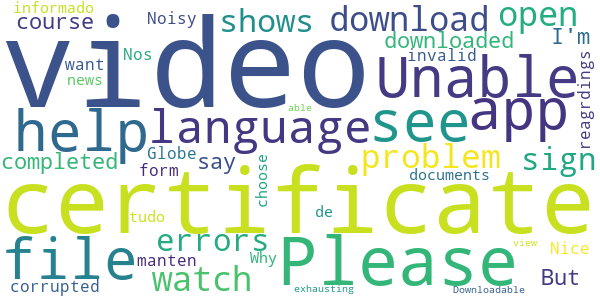 informado
course Noisy shows download open
want Nos downloaded I'm
video invalid
news Unable
able
help language see app reagrdings
completed Globe say problem sign
form choose documents
certificate
tudo de
file errors Please Why Nice
manten view
corrupted watch exhausting Downloadable But